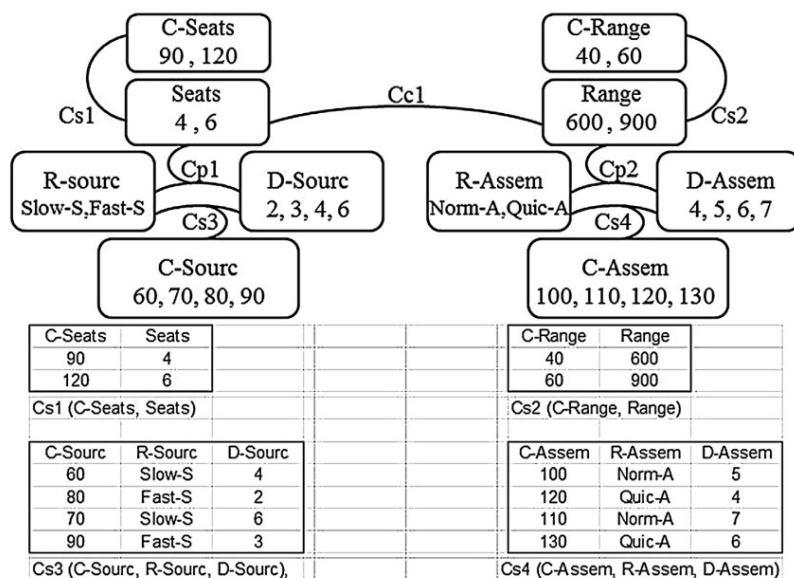 C-Seats
90 , 120
C-Range
40 , 60
Cs1
Seats
4 , 6
Cc1
Range
600 , 900
Cs2
R-sourc
Slow-S,Fast-S
Cp1
D-Sourc
2, 3, 4, 6
R-Assem
Norm-A,Quic-A
Cp2
D-Assem
4, 5, 6, 7
Cs3
Cs4
C-Sourc
60, 70, 80, 90
C-Assem
100, 110, 120, 130
C-Seats Seats
90 4
120 6
Cs1 (C-Seats, Seats)
C-Range Range
40 600
60 900
Cs2 (C-Range, Range)
C-Sourc R-Sourc D-Sourc
60 Slow-S 4
80 Fast-S 2
70 Slow-S 6
90 Fast-S 3
Cs3 (C-Sourc, R-Sourc, D-Sourc),
C-Assem R-Assem D-Assem
100 Norm-A 5
120 Quic-A 4
110 Norm-A 7
130 Quic-A 6
Cs4 (C-Assem, R-Assem, D-Assem)